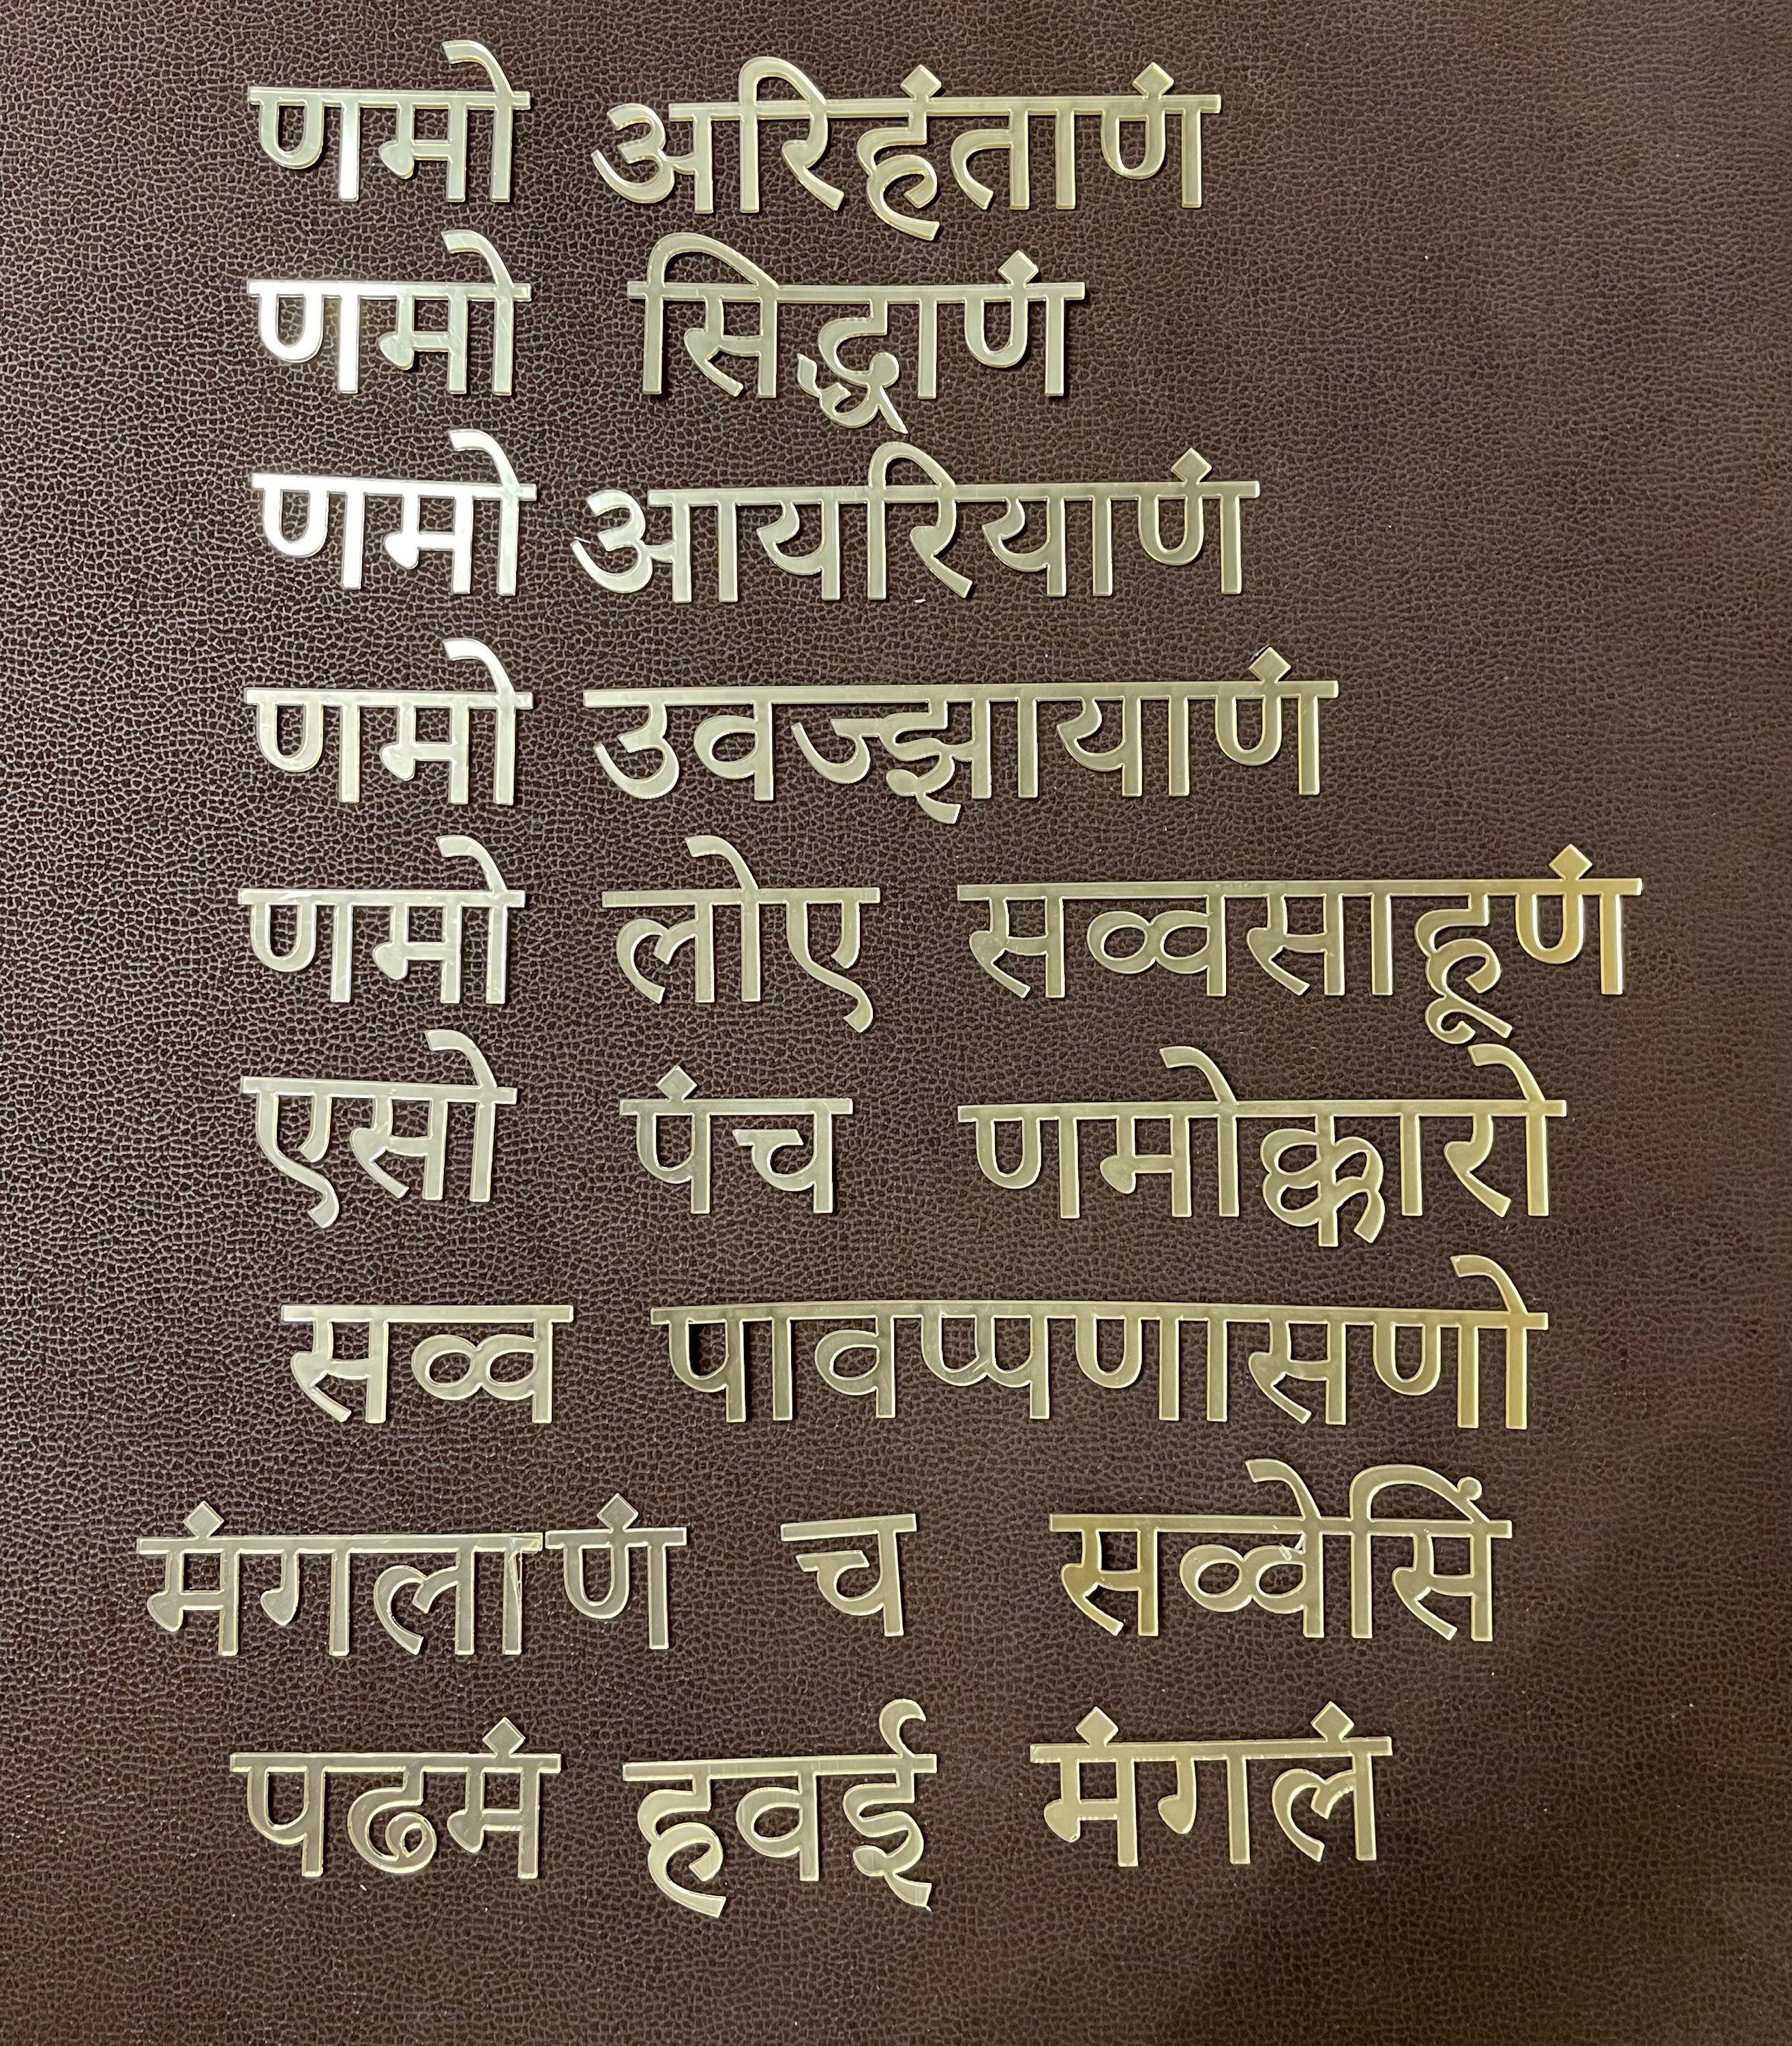 णमो अरिहंताणं
णमो सिद्धाणं
णमो आयरियाणं
णमो उवज्झायाणं
णमो लोए सव्वसाहूणं
एसो पंच णमोक्कारो
सव्व पावप्पणासणो
मंगलाणं च सव्वेसिं
पढमं हवई मंगलं